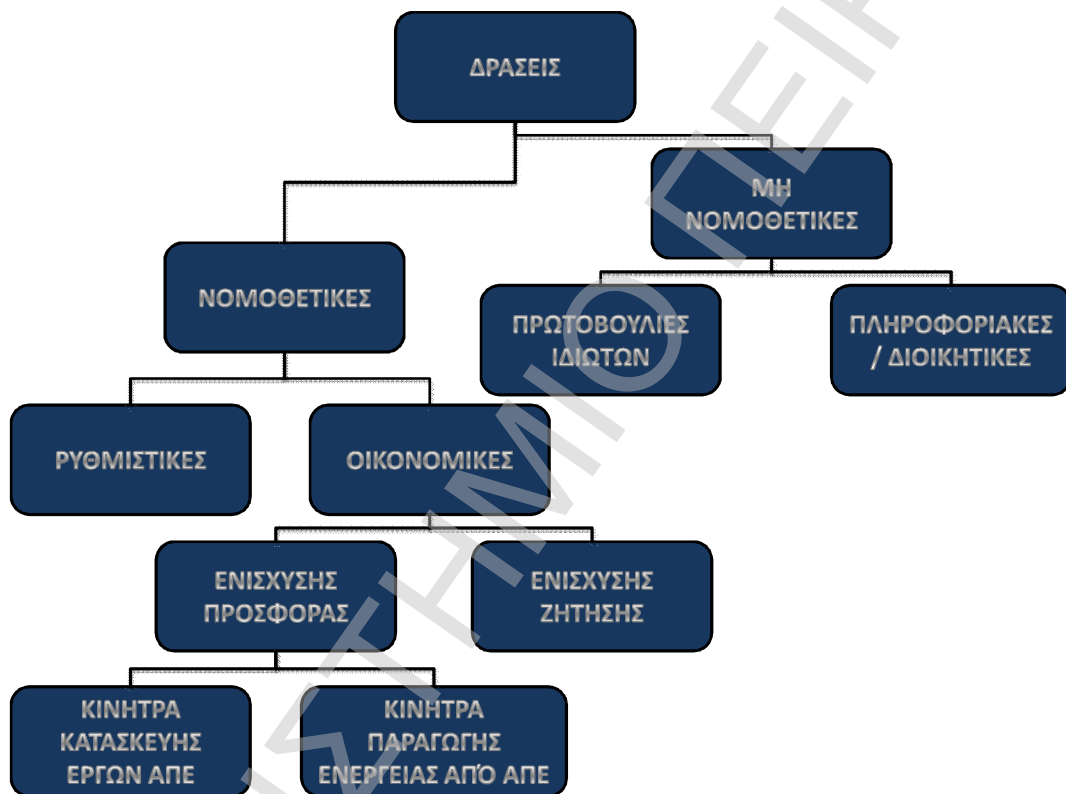 ΔΡΑΣΕΙΣ
ΜΗ
ΝΟΜΟΘΕΤΙΚΕΣ
ΝΟΜΟΘΕΤΙΚΕΣ
ΠΡΩΤΟΒΟΥΛΙΕΣ
ΙΔΙΩΤΩΝ
ΠΛΗΡΟΦΟΡΙΑΚΕΣ
/ ΔΙΟΙΚΗΤΙΚΕΣ
ΡΥΘΜΙΣΤΙΚΕΣ
ΟΙΚΟΝΟΜΙΚΕΣ
ΕΝΙΣΧΥΣΗΣ
ΠΡΟΣΦΟΡΑΣ
ΕΝΙΣΧΥΣΗΣ
ΖΗΤΗΣΗΣ
ΚΙΝΗΤΡΑ
ΚΑΤΑΣΚΕΥΗΣ
ΕΡΓΩΝ ΑΠΕ
ΚΙΝΗΤΡΑ
ΠΑΡΑΓΩΓΗΣ
ΕΝΕΡΓΕΙΑΣ ΑΠΌ ΑΠΕ